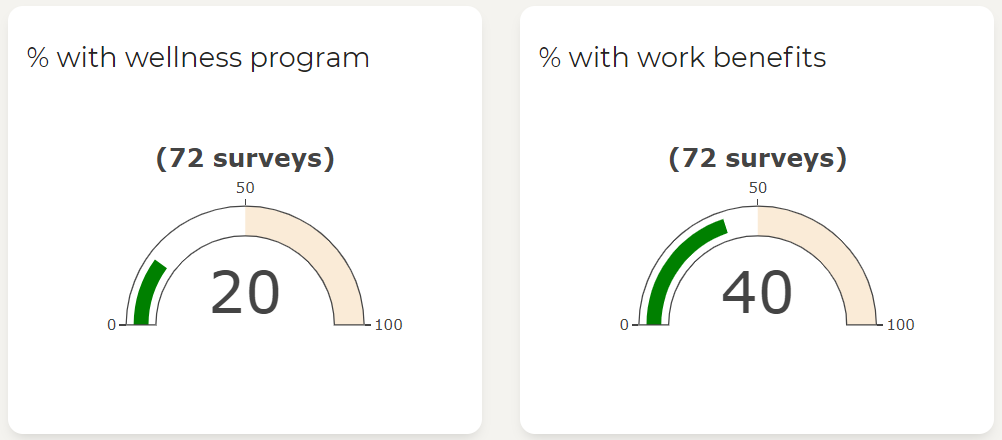 % with wellness program
(72 surveys)
50
20
0
100
% with work benefits
(72 surveys)
50
40
0
100